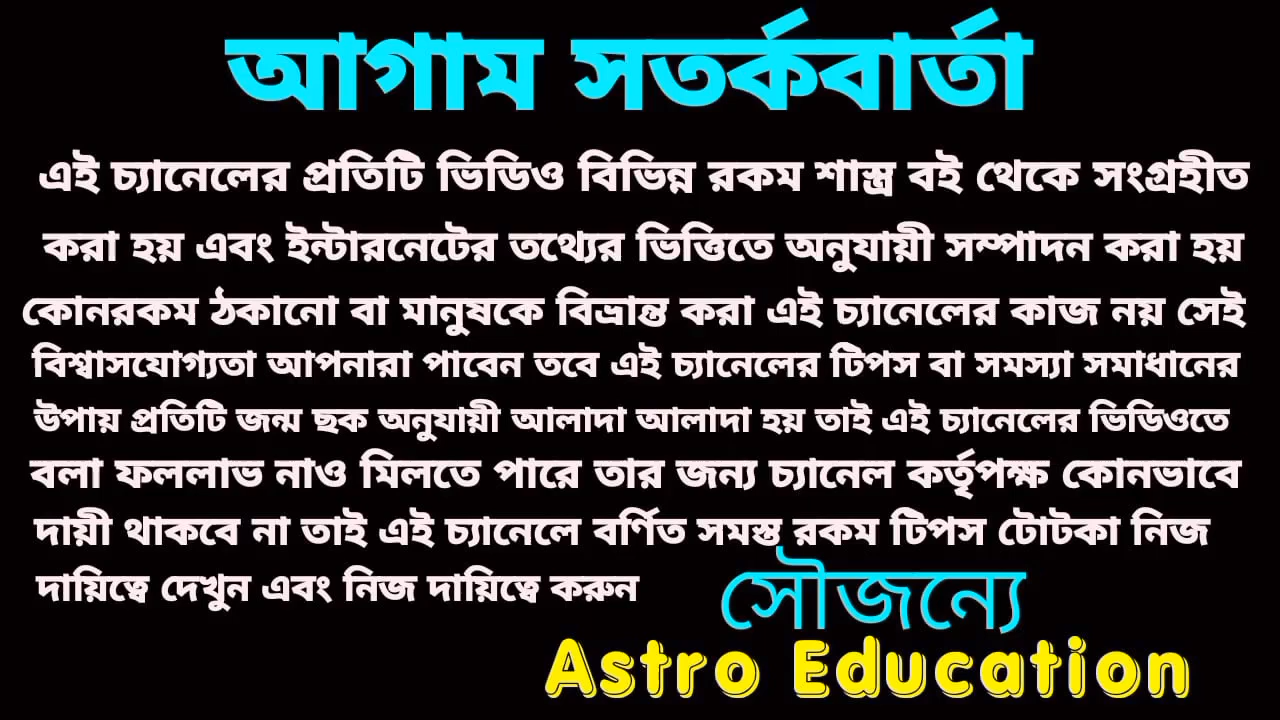 আগাম সতর্কবার্তা
এই চ্যানেলের প্রতিটি ভিডিও বিভিন্ন রকম শাস্ত্র বই থেকে সংগ্রহীত
করা হয় এবং ইন্টারনেটের তথ্যের ভিত্তিতে অনুযায়ী সম্পাদন করা হয়
কোনরকম ঠকানো বা মানুষকে বিভ্রান্ত করা এই চ্যানেলের কাজ নয় সেই
বিশ্বাসযোগ্যতা আপনারা পাবেন তবে এই চ্যানেলের টিপস বা সমস্যা সমাধানের
উপায় প্রতিটি জন্ম ছক অনুযায়ী আলাদা আলাদা হয় তাই এই চ্যানেলের ভিডিওতে
বলা ফললাভ নাও মিলতে পারে তার জন্য চ্যানেল কর্তৃপক্ষ কোনভাবে
দায়ী থাকবে না তাই এই চ্যানেলে বর্ণিত সমস্ত রকম টিপস টোটকা নিজ
দায়িত্বে দেখুন এবং নিজ দায়িত্বে করুন
সৌজন্যে
Astro Education